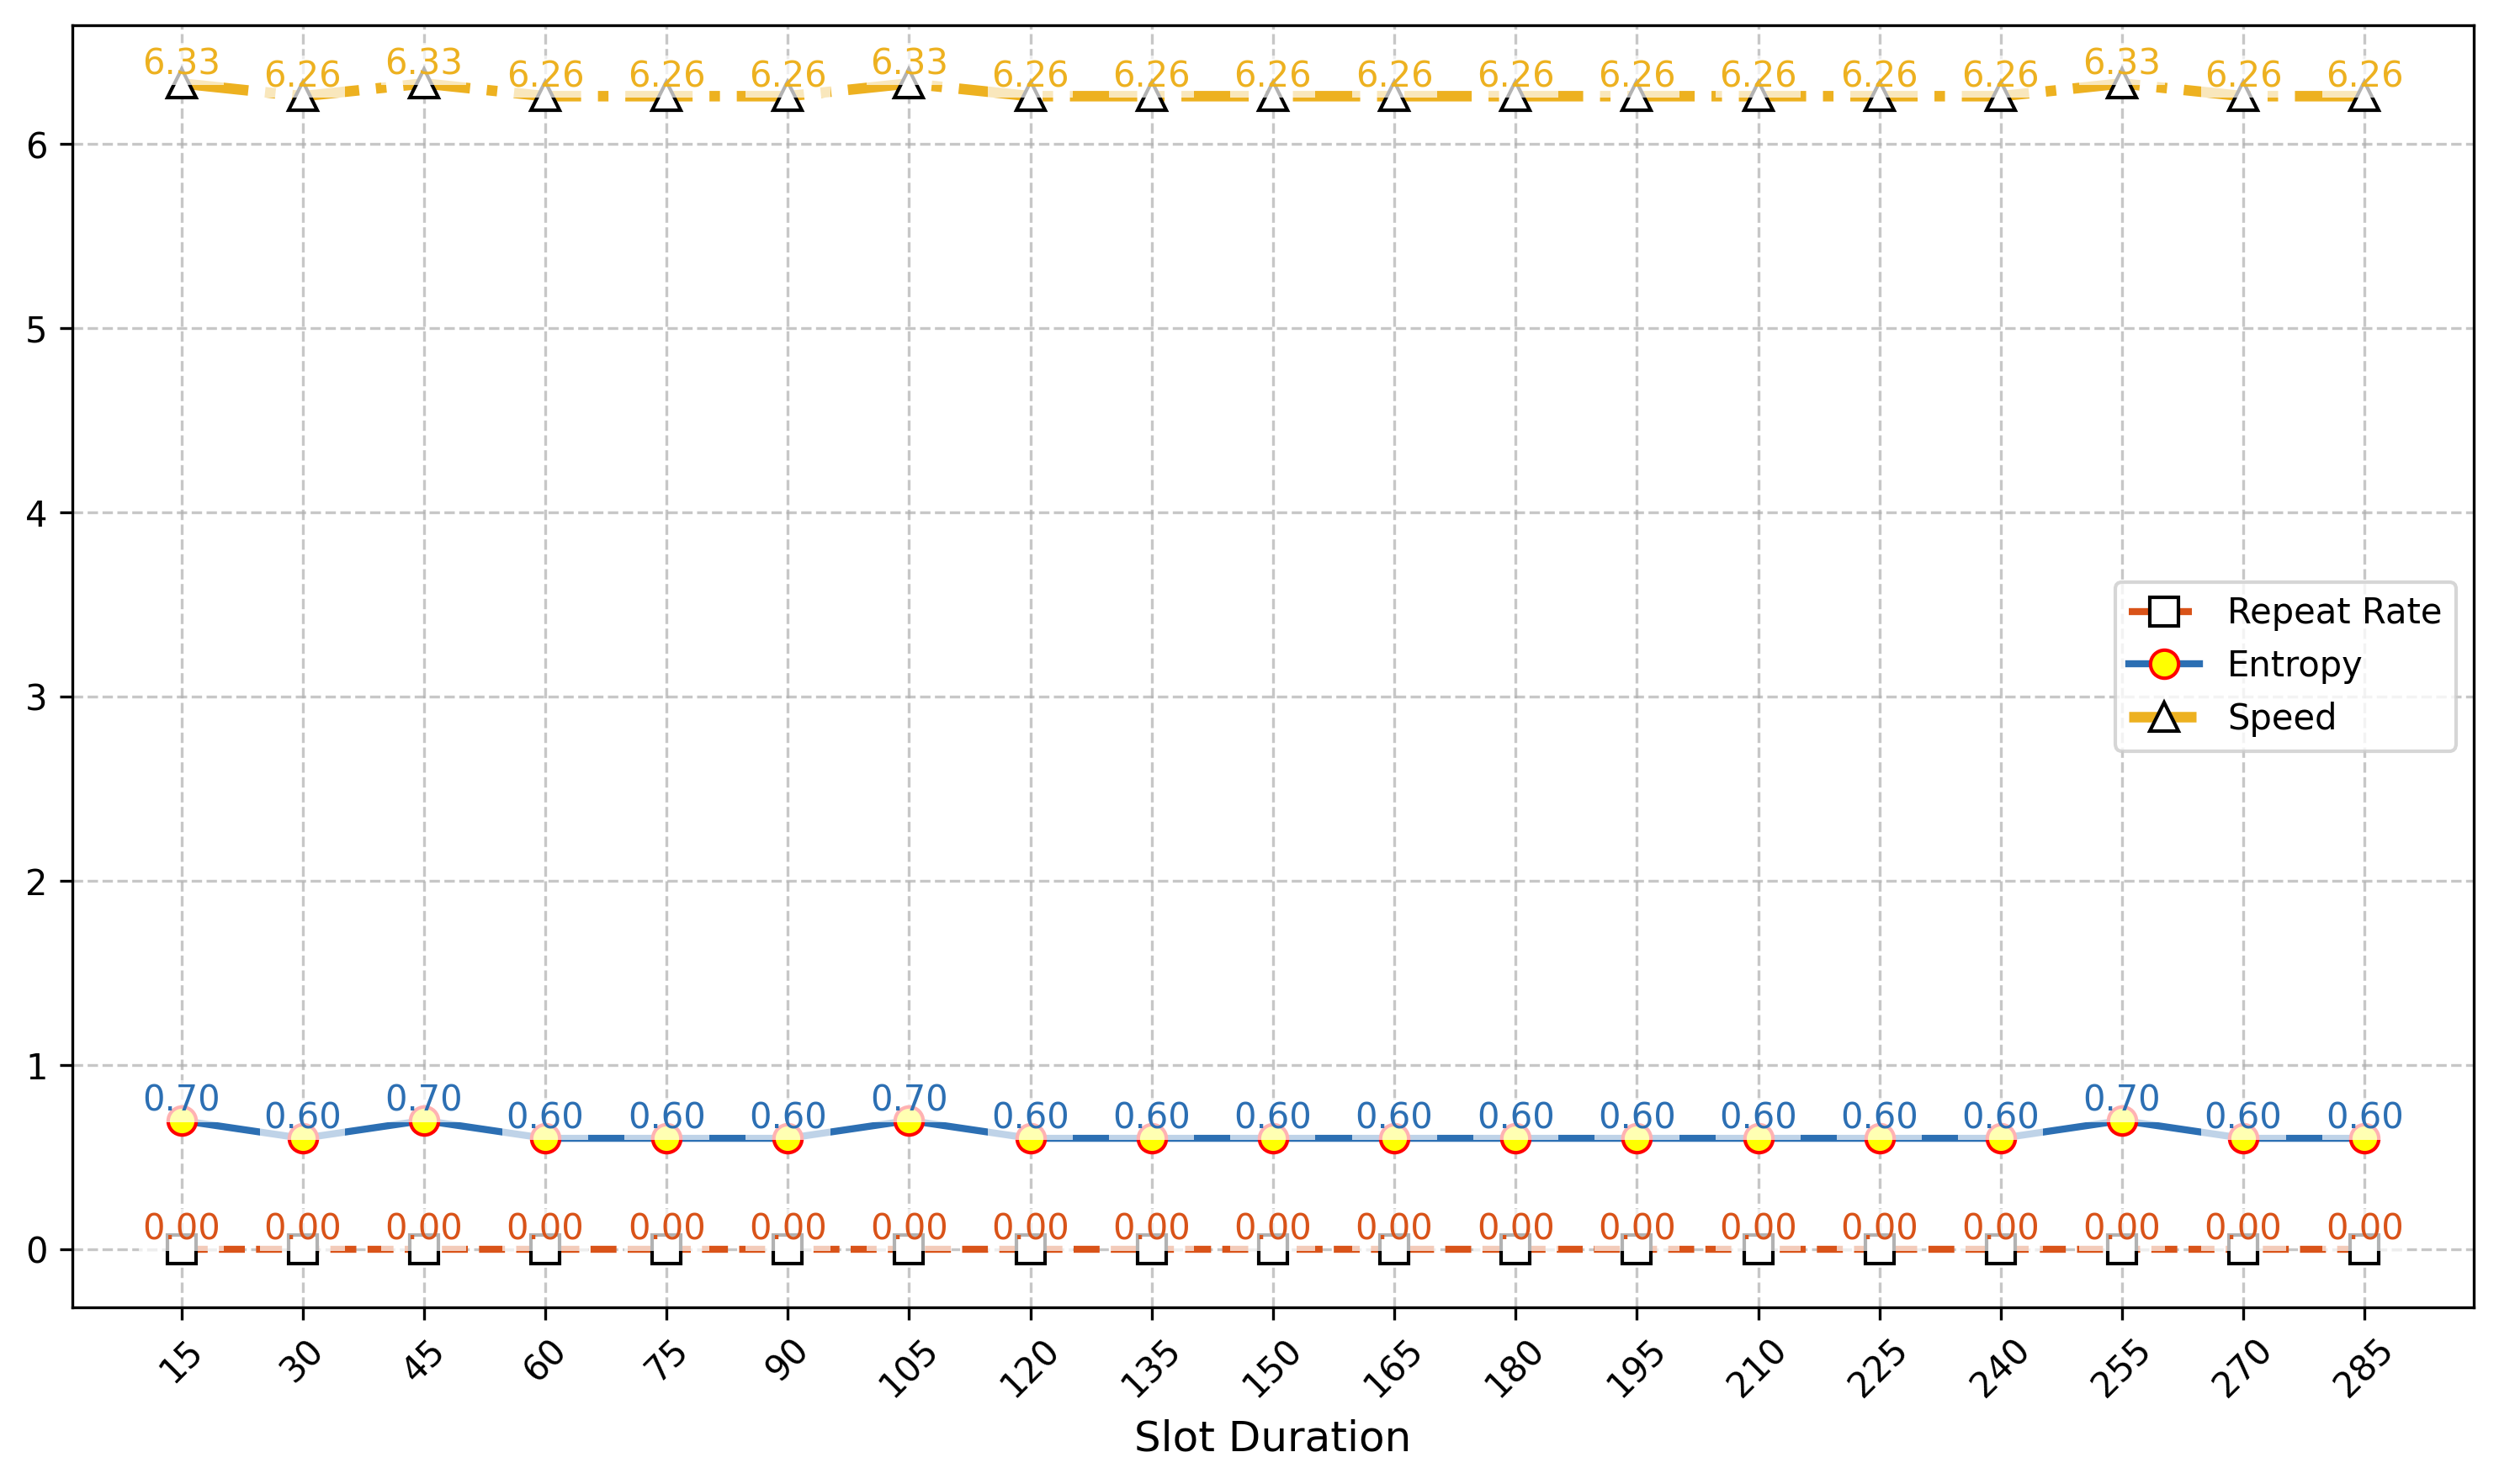 6.33 6.26 6.33 6.26 6.26 6.26 6.33 6.26 6.26 6.26 6.26 6.26 6.26 6.26 6.26 6.26 6.33 6.26 6.26
6
5
4
Repeat Rate
Entropy
Speed
3
2
1
0.70 0.60 0.70 0.60 0.60 0.60 0.70 0.60 0.60 0.60 0.60 0.60 0.60 0.60 0.60 0.60 0.70 0.60 0.60
0.00 0.00 0.00 0.00 0.00 0.00 0.00 0.00 0.00 0.00 0.00 0.00 0.00 0.00 0.00 0.00 0.00 0.00 0.00
0
15 30 45 60 75 90 105 120 135 150 165 180 195 210 225 240 255 270 285
Slot Duration